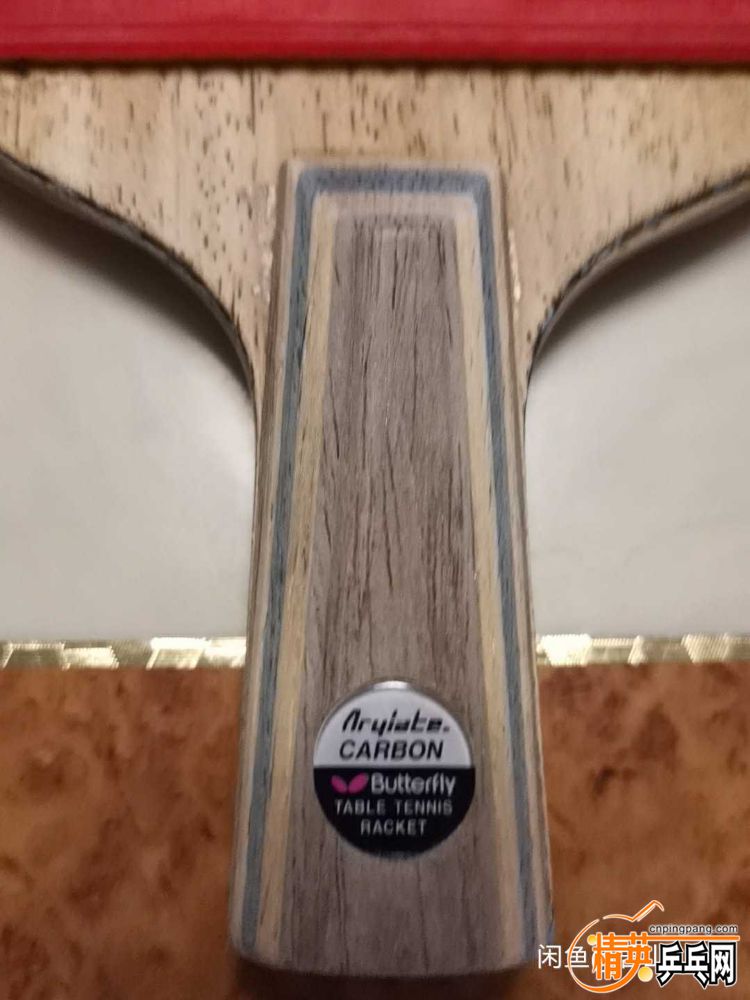 Arylate.
CARBON
Butterfly
TABLE TENNIS
RACKET
cnpingpang.com
闲鱼
精英乒乓网